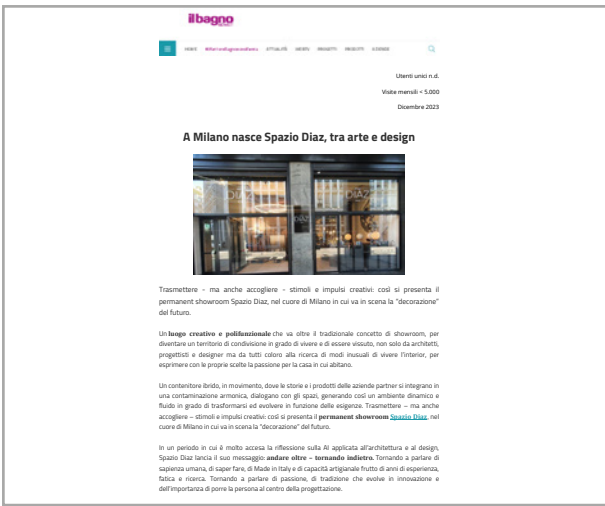 ilbagno
HOME
ATTUALITÀ
PROGETTI
PRODOTTI
AZIENDE
Utenti unici n.d.
Visite mensili < 5.000
Dicembre 2023
A Milano nasce Spazio Diaz, tra arte e design
DIAZ
DIAZ
DIAZ
Trasmettere - ma anche accogliere - stimoli e impulsi creativi: così si presenta il
permanent showroom Spazio Diaz, nel cuore di Milano in cui va in scena la “decorazione”
del futuro.
Un luogo creativo e polifunzionale che va oltre il tradizionale concetto di showroom, per
diventare un territorio di condivisione in grado di vivere e di essere vissuto, non solo da architetti,
progettisti e designer ma da tutti coloro alla ricerca di modi inusuali di vivere l’interior, per
esprimere con le proprie scelte la passione per la casa in cui abitano.
Un contenitore ibrido, in movimento, dove le storie e i prodotti delle aziende partner si integrano in
una contaminazione armonica, dialogano con gli spazi, generando così un ambiente dinamico e
fluido in grado di trasformarsi ed evolvere in funzione delle esigenze. Trasmettere – ma anche
accogliere – stimoli e impulsi creativi: così si presenta il permanent showroom Spazio Diaz, nel
cuore di Milano in cui va in scena la “decorazione” del futuro.
In un periodo in cui è molto accesa la riflessione sulla AI applicata all’architettura e al design,
Spazio Diaz lancia il suo messaggio: andare oltre – tornando indietro. Tornando a parlare di
sapienza umana, di saper fare, di Made in Italy e di capacità artigianale frutto di anni di esperienza,
fatica e ricerca. Tornando a parlare di passione, di tradizione che evolve in innovazione e
dell’importanza di porre la persona al centro della progettazione.